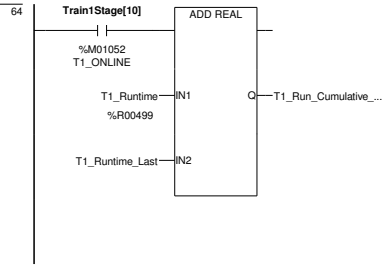 64
Train1Stage[10]
ADD REAL
%M01052
T1_ONLINE
T1_Runtime
IN1
Q
T1_Run_Cumulative_...
%R00499
T1_Runtime_Last
IN2